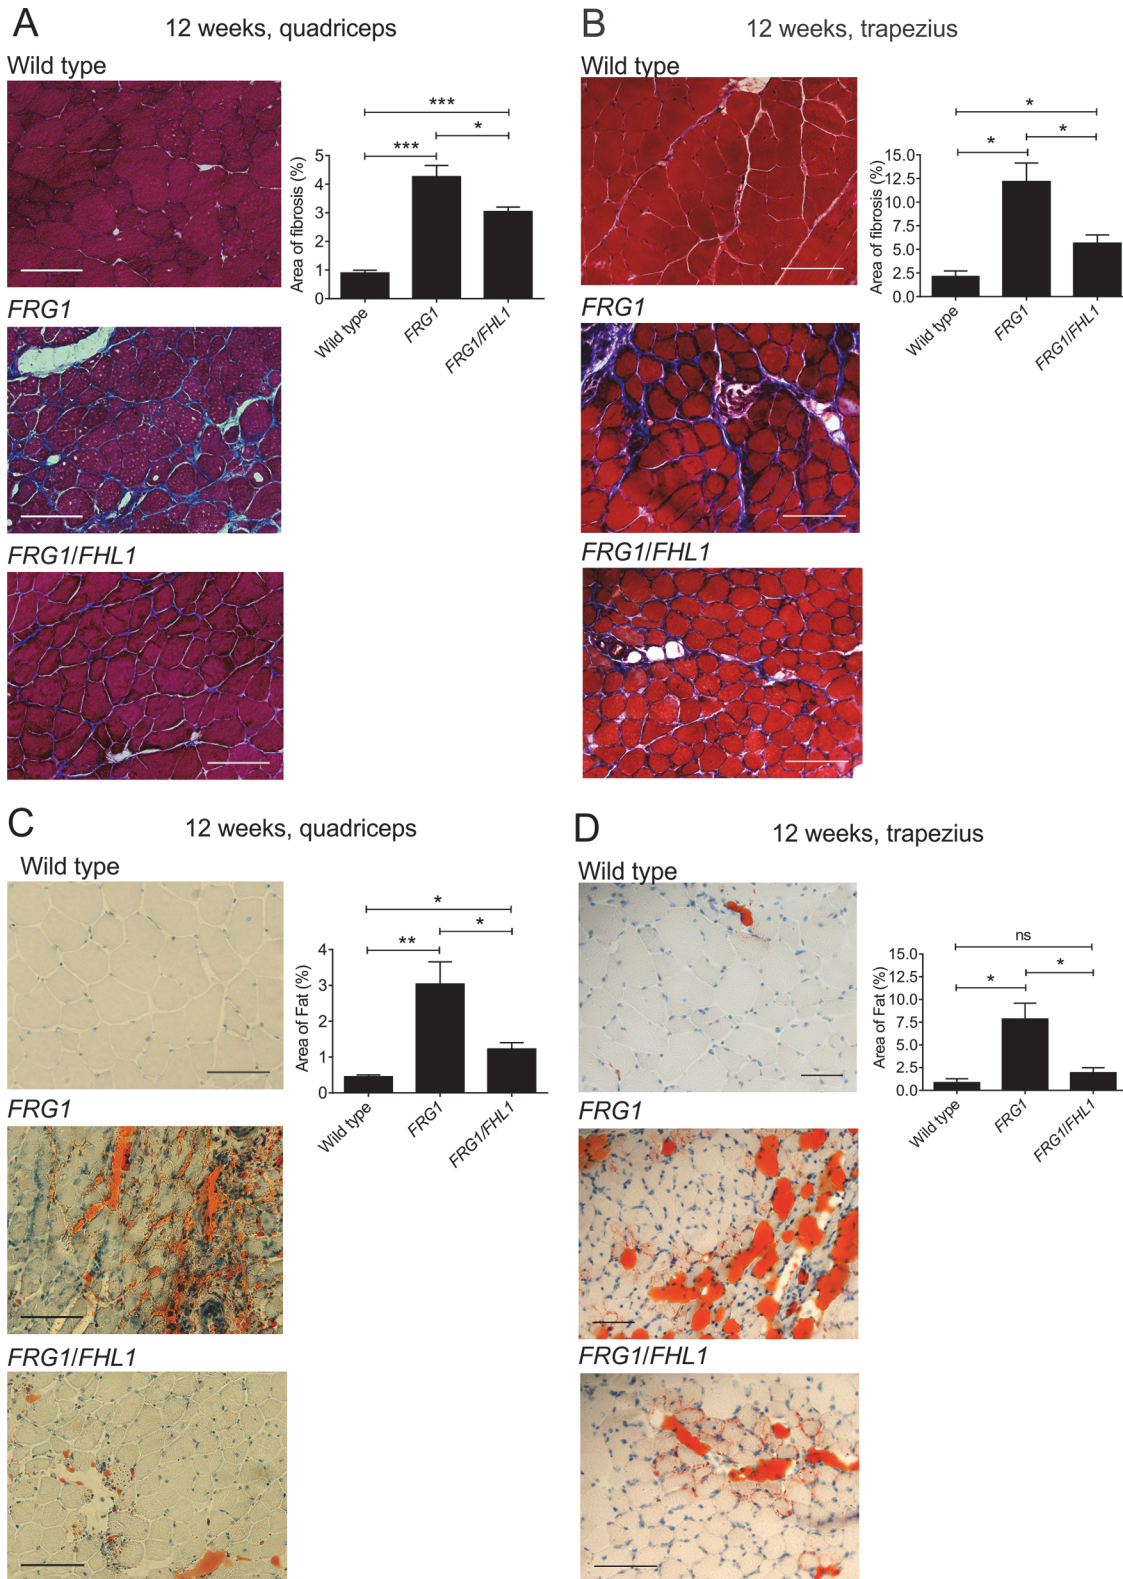 A
12 weeks, quadriceps
Wild type
***
***
*
5
4
3
2
1
0
Area of fibrosis (%)
Wild type
FRG1
FRG1/FHL1
FRG1
FRG1/FHL1
B
12 weeks, trapezius
Wild type
*
*
*
15.0
12.5
10.0
7.5
5.0
2.5
0.0
Area of fibrosis (%)
Wild type
FRG1
FRG1/FHL1
FRG1
FRG1/FHL1
C
12 weeks, quadriceps
Wild type
*
*
**
4
3
2
1
0
Area of Fat (%)
Wild type
FRG1
FRG1/FHL1
FRG1
FRG1/FHL1
D
12 weeks, trapezius
Wild type
ns
*
*
15.0
12.5
10.0
7.5
5.0
2.5
0.0
Area of Fat (%)
Wild type
FRG1
FRG1/FHL1
FRG1
FRG1/FHL1